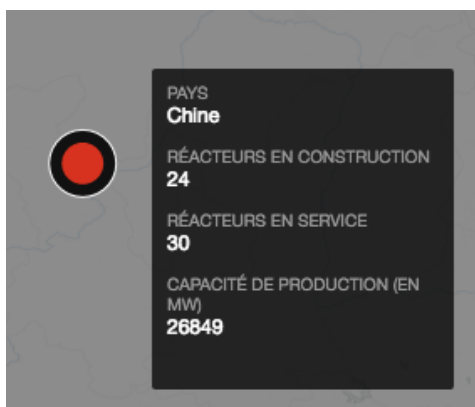 PAYS
Chine
RÉACTEURS EN CONSTRUCTION
24
RÉACTEURS EN SERVICE
30
CAPACITÉ DE PRODUCTION (EN
MW)
26849